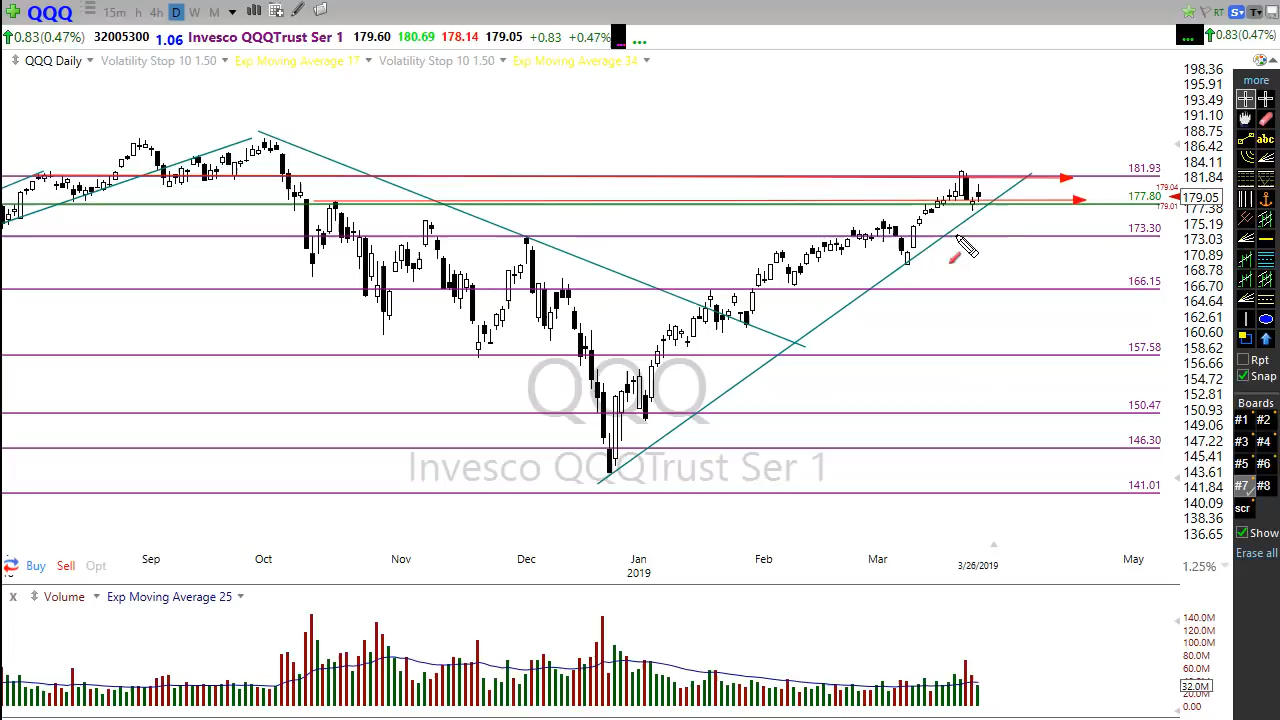 QQQ 15m h 4h D W M RT S T
0.83(0.47%) 32005300 1.06 Invesco QQQTrust Ser 1 179.60 180.69 178.14 179.05 +0.83 +0.47% ... ... 0.83(0.47%)
QQQ Daily Volatility Stop 10 1.50 Exp Moving Average 17 Volatility Stop 10 1.50 Exp Moving Average 34
198.36
195.91
193.49
191.10
188.75
186.42
184.11
181.84
179.05
177.38
175.19
173.03
170.89
168.78
166.70
164.64
162.61
160.60
158.62
156.66
154.72
152.81
150.93
149.06
147.22
145.41
143.61
141.84
140.09
138.36
136.65
181.93
179.04
177.80
179.01
173.30
166.15
157.58
150.47
146.30
141.01
QQQ
Invesco QQQTrust Ser 1
Sep Oct Nov Dec Jan Feb Mar May
2019 3/26/2019
Buy Sell Opt 1.25%
x Volume Exp Moving Average 25
140.0M
120.0M
100.0M
80.0M
60.0M
32.0M
20.0M
0.00
more
abc
Rpt
Snap
Boards
#1 #2
#3 #4
#5 #6
#7 #8
scr
Show
Erase all